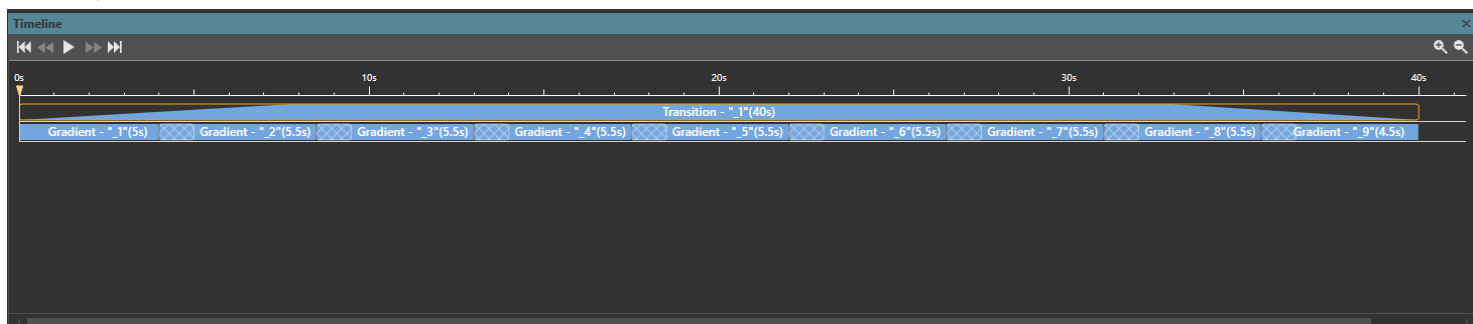 Timeline
0s 10s 20s 30s 40s
Transition - "_1"(40s)
Gradient - "_1"(5s) Gradient - "_2"(5.5s) Gradient - "_3"(5.5s) Gradient - "_4"(5.5s) Gradient - "_5"(5.5s) Gradient - "_6"(5.5s) Gradient - "_7"(5.5s) Gradient - "_8"(5.5s) Gradient - "_9"(4.5s)